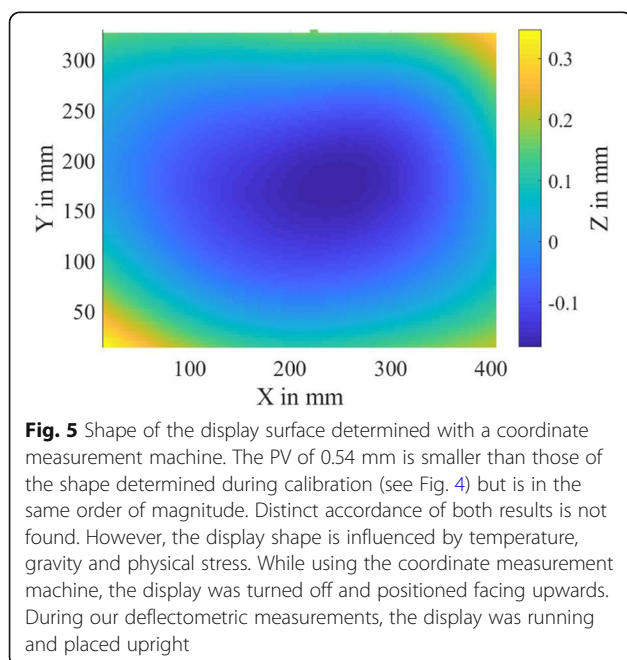 300
250
200
150
100
50
Y in mm
100
200
300
400
X in mm
0.3
0.2
0.1
0
-0.1
Z in mm
Fig. 5 Shape of the display surface determined with a coordinate
measurement machine. The PV of 0.54 mm is smaller than those of
the shape determined during calibration (see Fig. 4) but is in the
same order of magnitude. Distinct accordance of both results is not
found. However, the display shape is influenced by temperature,
gravity and physical stress. While using the coordinate measurement
machine, the display was turned off and positioned facing upwards.
During our deflectometric measurements, the display was running
and placed upright